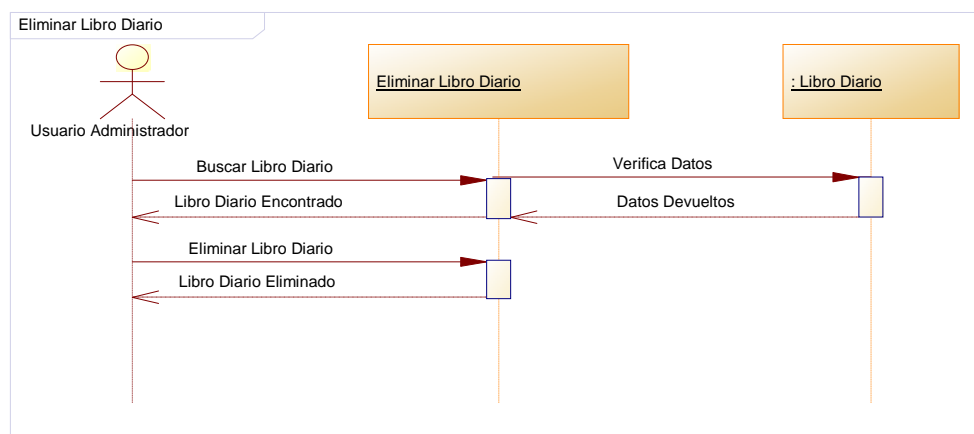 Eliminar Libro Diario
Usuario Administrador
Eliminar Libro Diario
: Libro Diario
Buscar Libro Diario
Verifica Datos
Libro Diario Encontrado
Datos Devueltos
Eliminar Libro Diario
Libro Diario Eliminado